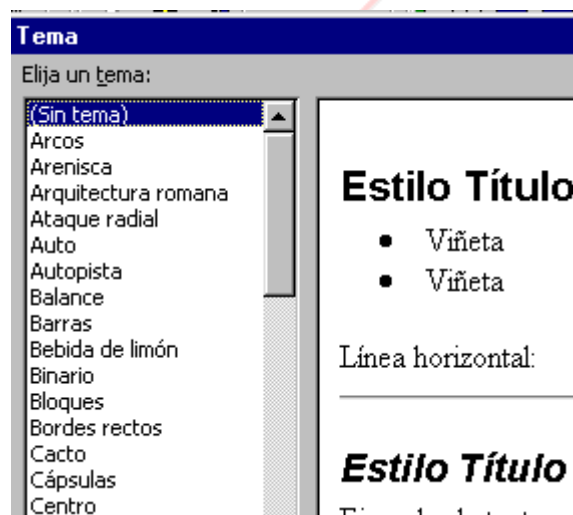 Tema
Elija un tema:
(Sin tema)
Arcos
Arenisca
Arquitectura romana
Ataque radial
Auto
Autopista
Balance
Barras
Bebida de limón
Binario
Bloques
Bordes rectos
Cacto
Cápsulas
Centro
Estilo Título
Viñeta
Viñeta
Línea horizontal:
Estilo Título